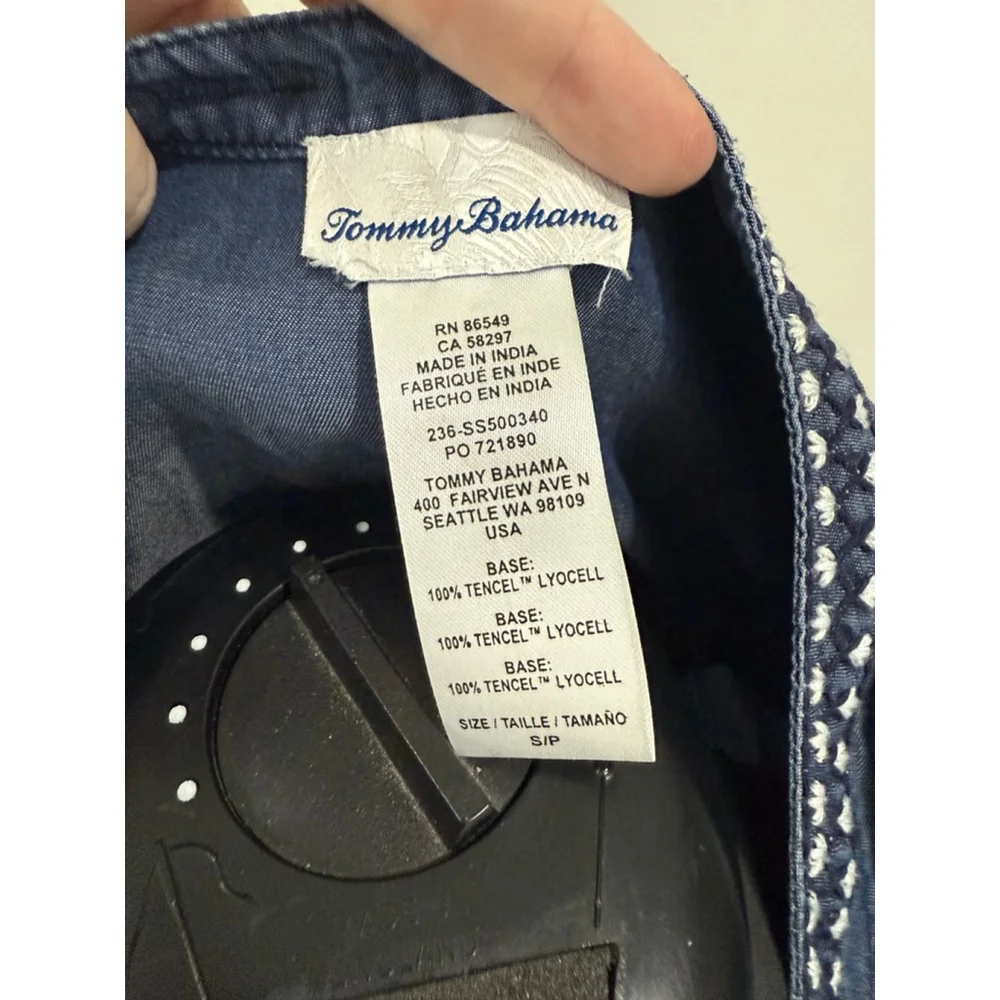 Tommy Bahama
RN 86549
CA 58297
MADE IN INDIA
FABRIQUÉ EN INDE
HECHO EN INDIA
236-SS500340
PO 721890
TOMMY BAHAMA
400 FAIRVIEW AVE N
SEATTLE WA 98109
USA
BASE:
100% TENCEL™ LYOCELL
BASE:
100% TENCEL™ LYOCELL
BASE:
100% TENCEL™ LYOCELL
SIZE / TAILLE / TAMAÑO
S/P